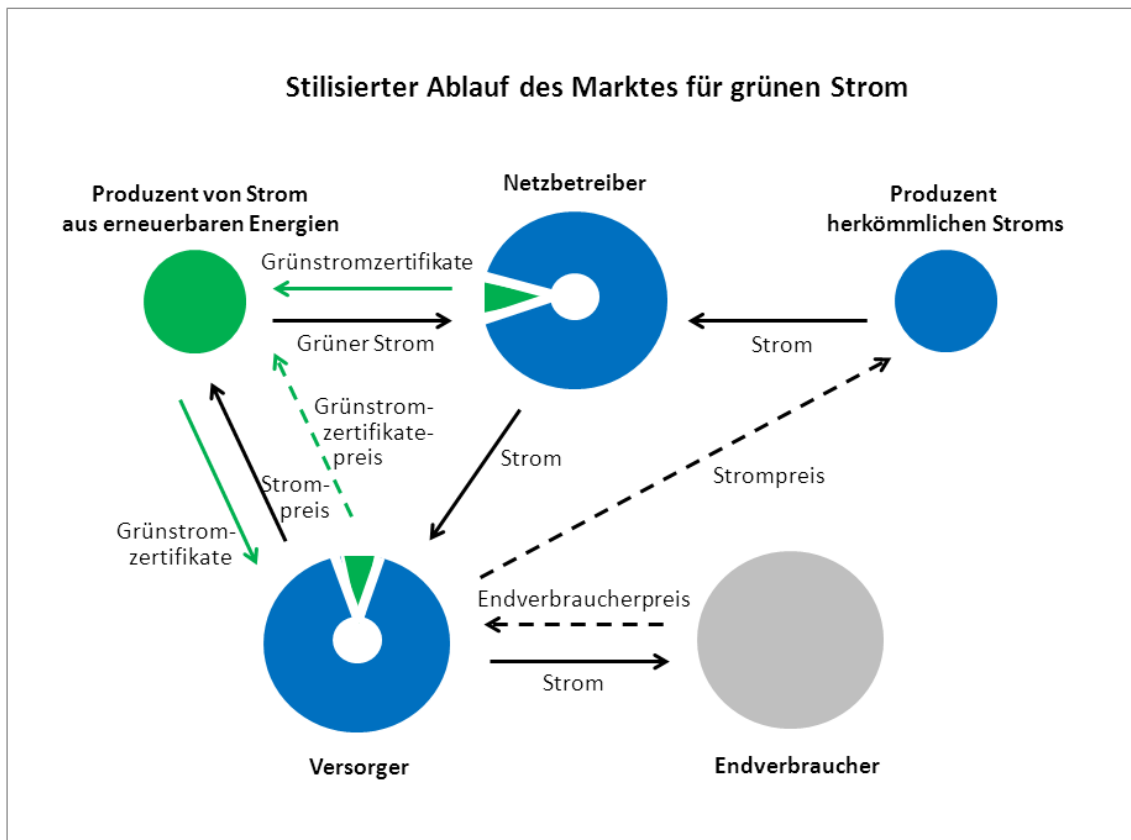 Stilisierter Ablauf des Marktes für grünen Strom
Produzent von Strom
aus erneuerbaren Energien
Netzbetreiber
Produzent
herkömmlichen Stroms
Grünstromzertifikate
Grüner Strom
Strom
Grünstrom-
zertifikate-
preis
Strom
Strompreis
Strom-
preis
Grünstrom-
zertifikate
Endverbraucherpreis
Strom
Versorger
Endverbraucher